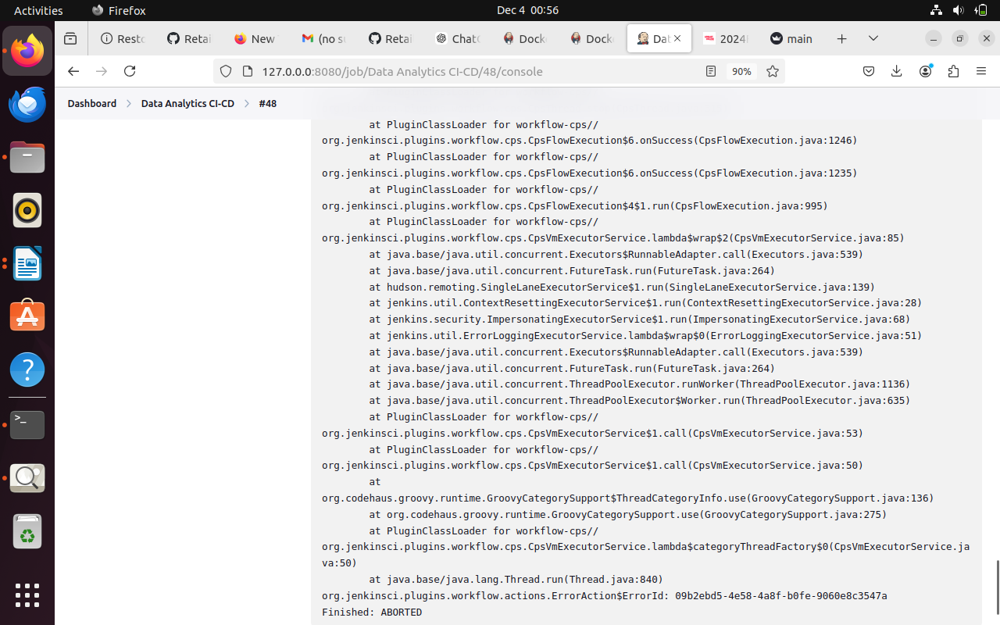 Activities
Firefox
Dec 4 00:56
Resto
Retai
New
(no su
Retai
ChatG
Docke
Docke
Dat
2024
main
127.0.0.0:8080/job/Data Analytics CI-CD/48/console
90%
Dashboard
Data Analytics CI-CD
#48
at PluginClassLoader for workflow-cps//
org.jenkinsci.plugins.workflow.cps.CpsFlowExecution$6.onSuccess(CpsFlowExecution.java:1246)
at PluginClassLoader for workflow-cps//
org.jenkinsci.plugins.workflow.cps.CpsFlowExecution$6.onSuccess(CpsFlowExecution.java:1235)
at PluginClassLoader for workflow-cps//
org.jenkinsci.plugins.workflow.cps.CpsFlowExecution$4$1.run(CpsFlowExecution.java:995)
at PluginClassLoader for workflow-cps//
org.jenkinsci.plugins.workflow.cps.CpsVmExecutorService.lambda$wrap$2(CpsVmExecutorService.java:85)
at java.base/java.util.concurrent.Executors$RunnableAdapter.call(Executors.java:539)
at java.base/java.util.concurrent.FutureTask.run(FutureTask.java:264)
at hudson.remoting.SingleLaneExecutorService$1.run(SingleLaneExecutorService.java:139)
at jenkins.util.ContextResettingExecutorService$1.run(ContextResettingExecutorService.java:28)
at jenkins.security.ImpersonatingExecutorService$1.run(ImpersonatingExecutorService.java:68)
at jenkins.util.ErrorLoggingExecutorService.lambda$wrap$0(ErrorLoggingExecutorService.java:51)
at java.base/java.util.concurrent.Executors$RunnableAdapter.call(Executors.java:539)
at java.base/java.util.concurrent.FutureTask.run(FutureTask.java:264)
at java.base/java.util.concurrent.ThreadPoolExecutor.runWorker(ThreadPoolExecutor.java:1136)
at java.base/java.util.concurrent.ThreadPoolExecutor$Worker.run(ThreadPoolExecutor.java:635)
at PluginClassLoader for workflow-cps//
org.jenkinsci.plugins.workflow.cps.CpsVmExecutorService$1.call(CpsVmExecutorService.java:53)
at PluginClassLoader for workflow-cps//
org.jenkinsci.plugins.workflow.cps.CpsVmExecutorService$1.call(CpsVmExecutorService.java:50)
at
org.codehaus.groovy.runtime.GroovyCategorySupport$ThreadCategoryInfo.use(GroovyCategorySupport.java:136)
at org.codehaus.groovy.runtime.GroovyCategorySupport.use(GroovyCategorySupport.java:275)
at PluginClassLoader for workflow-cps//
org.jenkinsci.plugins.workflow.cps.CpsVmExecutorService.lambda$categoryThreadFactory$0(CpsVmExecutorService.ja
va:50)
at java.base/java.lang.Thread.run(Thread.java:840)
org.jenkinsci.plugins.workflow.actions.ErrorAction$ErrorId: 09b2ebd5-4e58-4a8f-b0fe-9060e8c3547a
Finished: ABORTED